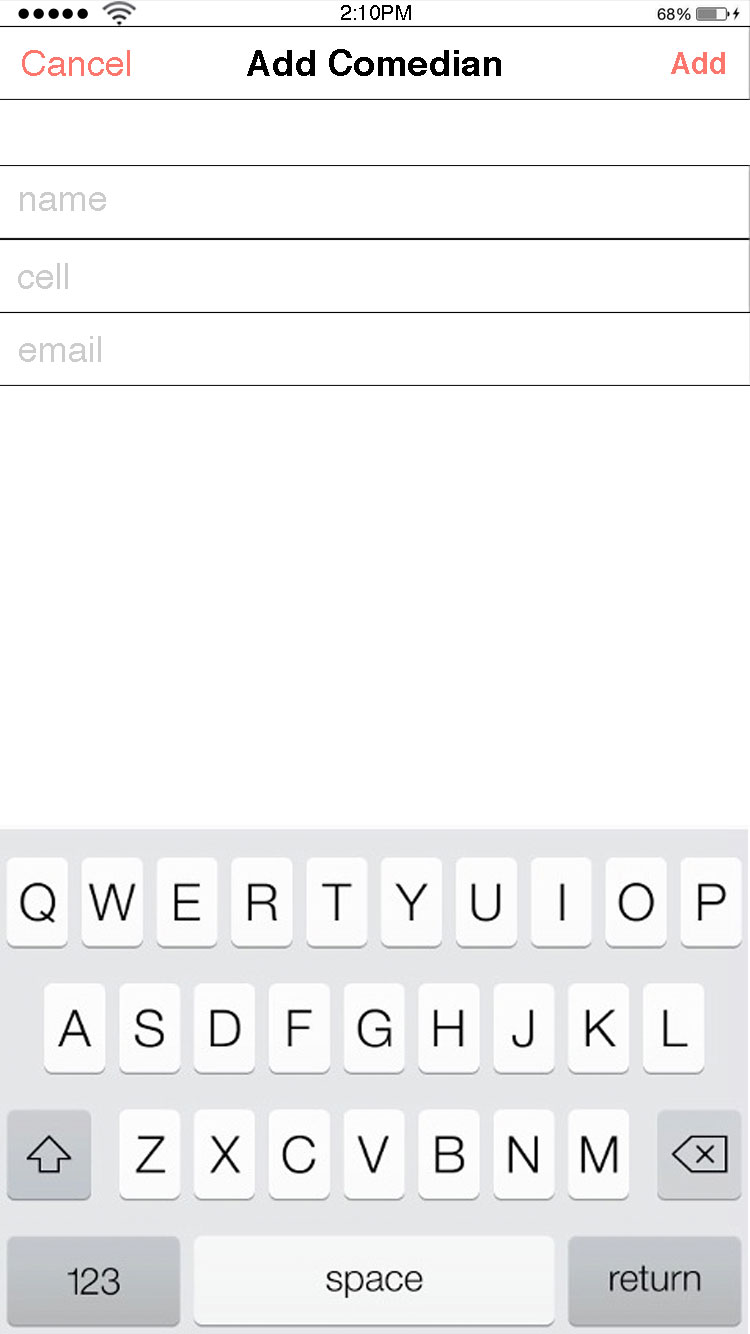 2:10PM 68%
Cancel Add Comedian Add
name
cell
email
Q W E R T Y U I O P
A S D F G H J K L
Z X C V B N M
123 space return